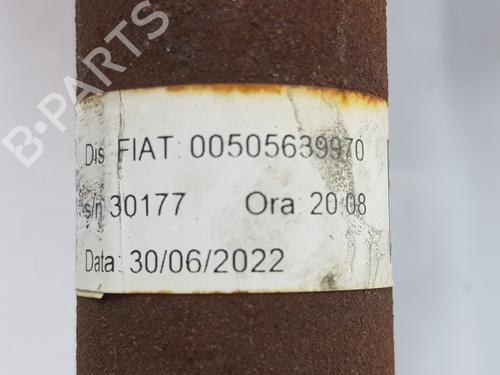 B-PARTS
Dis FIAT: 00505639970
s/n 30177 Ora: 20:08
Data: 30/06/2022